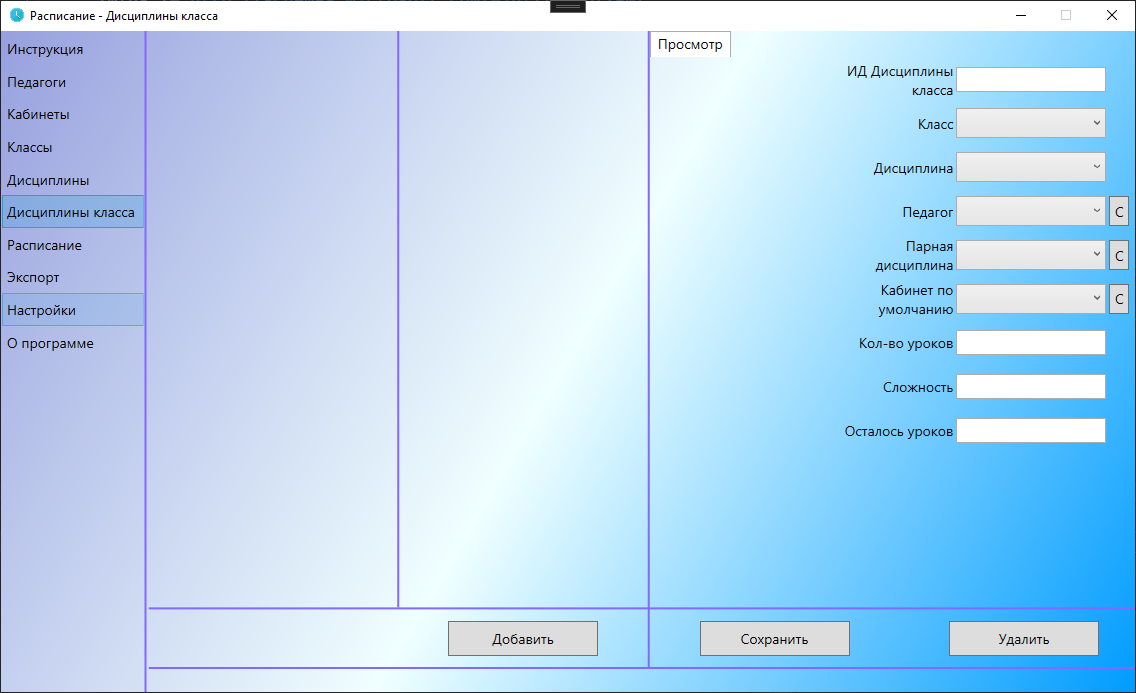 Расписание - Дисциплины класса
Инструкция
Педагоги
Кабинеты
Классы
Дисциплины
Дисциплины класса
Расписание
Экспорт
Настройки
О программе
Просмотр
ИД Дисциплины
класса
Класс
Дисциплина
Педагог
С
Парная
дисциплина
С
Кабинет по
умолчанию
С
Кол-во уроков
Сложность
Осталось уроков
Добавить
Сохранить
Удалить